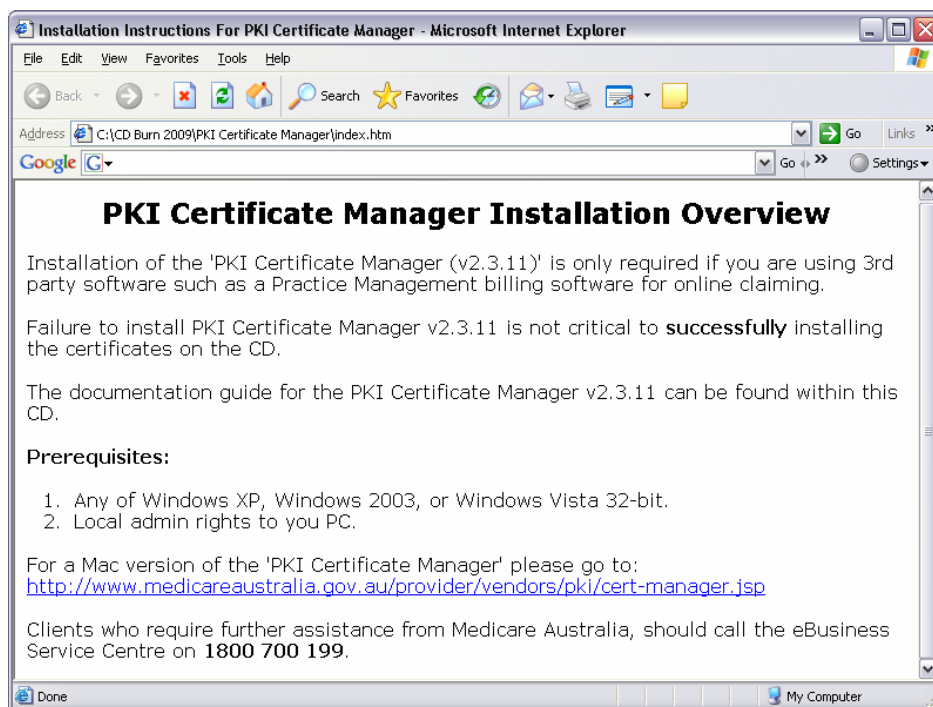 Installation Instructions For PKI Certificate Manager - Microsoft Internet Explorer
File Edit View Favorites Tools Help
Back Search Favorites
Address C:\CD Burn 2009\PKI Certificate Manager\index.htm Go Links »
Google G Go »» Settings
PKI Certificate Manager Installation Overview
Installation of the 'PKI Certificate Manager (v2.3.11)' is only required if you are using 3rd
party software such as a Practice Management billing software for online claiming.
Failure to install PKI Certificate Manager v2.3.11 is not critical to successfully installing
the certificates on the CD.
The documentation guide for the PKI Certificate Manager v2.3.11 can be found within this
CD.
Prerequisites:
1. Any of Windows XP, Windows 2003, or Windows Vista 32-bit.
2. Local admin rights to you PC.
For a Mac version of the 'PKI Certificate Manager' please go to:
http://www.medicareaustralia.gov.au/provider/vendors/pki/cert-manager.jsp
Clients who require further assistance from Medicare Australia, should call the eBusiness
Service Centre on 1800 700 199.
Done My Computer